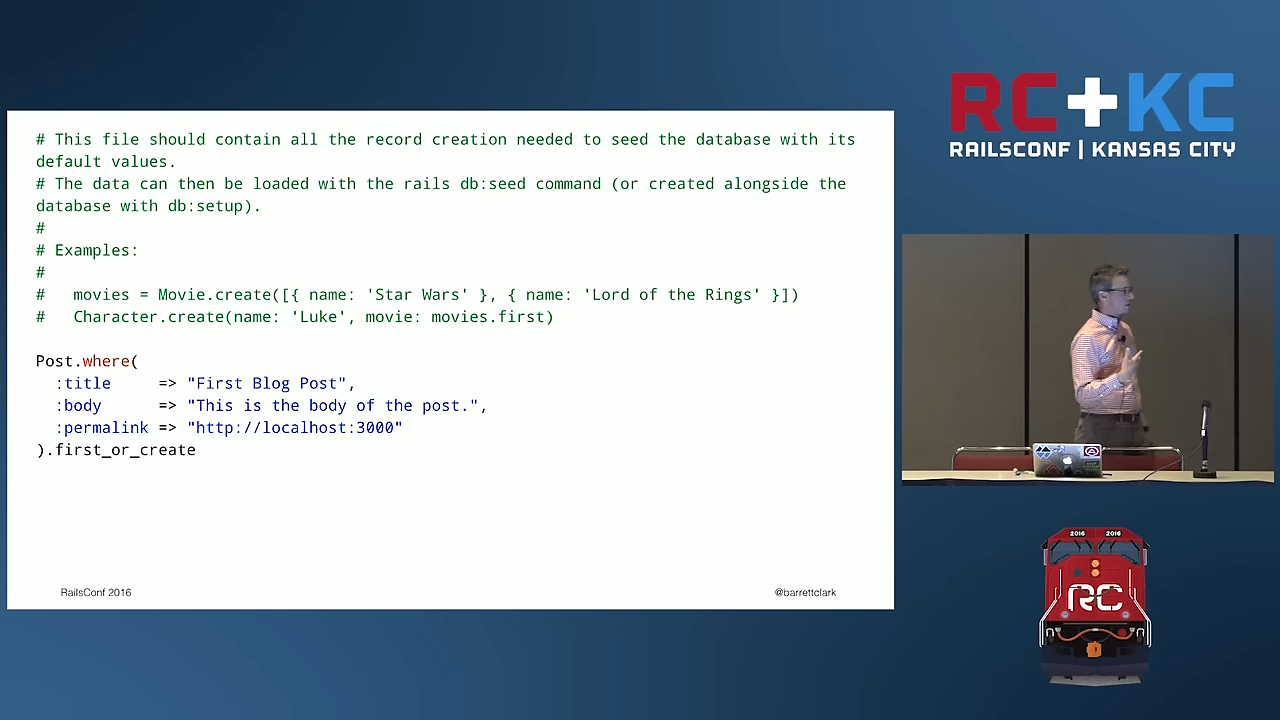 # This file should contain all the record creation needed to seed the database with its
default values.
# The data can then be loaded with the rails db:seed command (or created alongside the
database with db:setup).
#
# Examples:
#
#   movies = Movie.create([{ name: 'Star Wars' }, { name: 'Lord of the Rings' }])
#   Character.create(name: 'Luke', movie: movies.first)
Post.where(
  :title     => "First Blog Post",
  :body      => "This is the body of the post.",
  :permalink => "http://localhost:3000"
).first_or_create
RailsConf 2016
@barrettclark
RC+KC
RAILSCONF | KANSAS CITY
2016 2016
RC